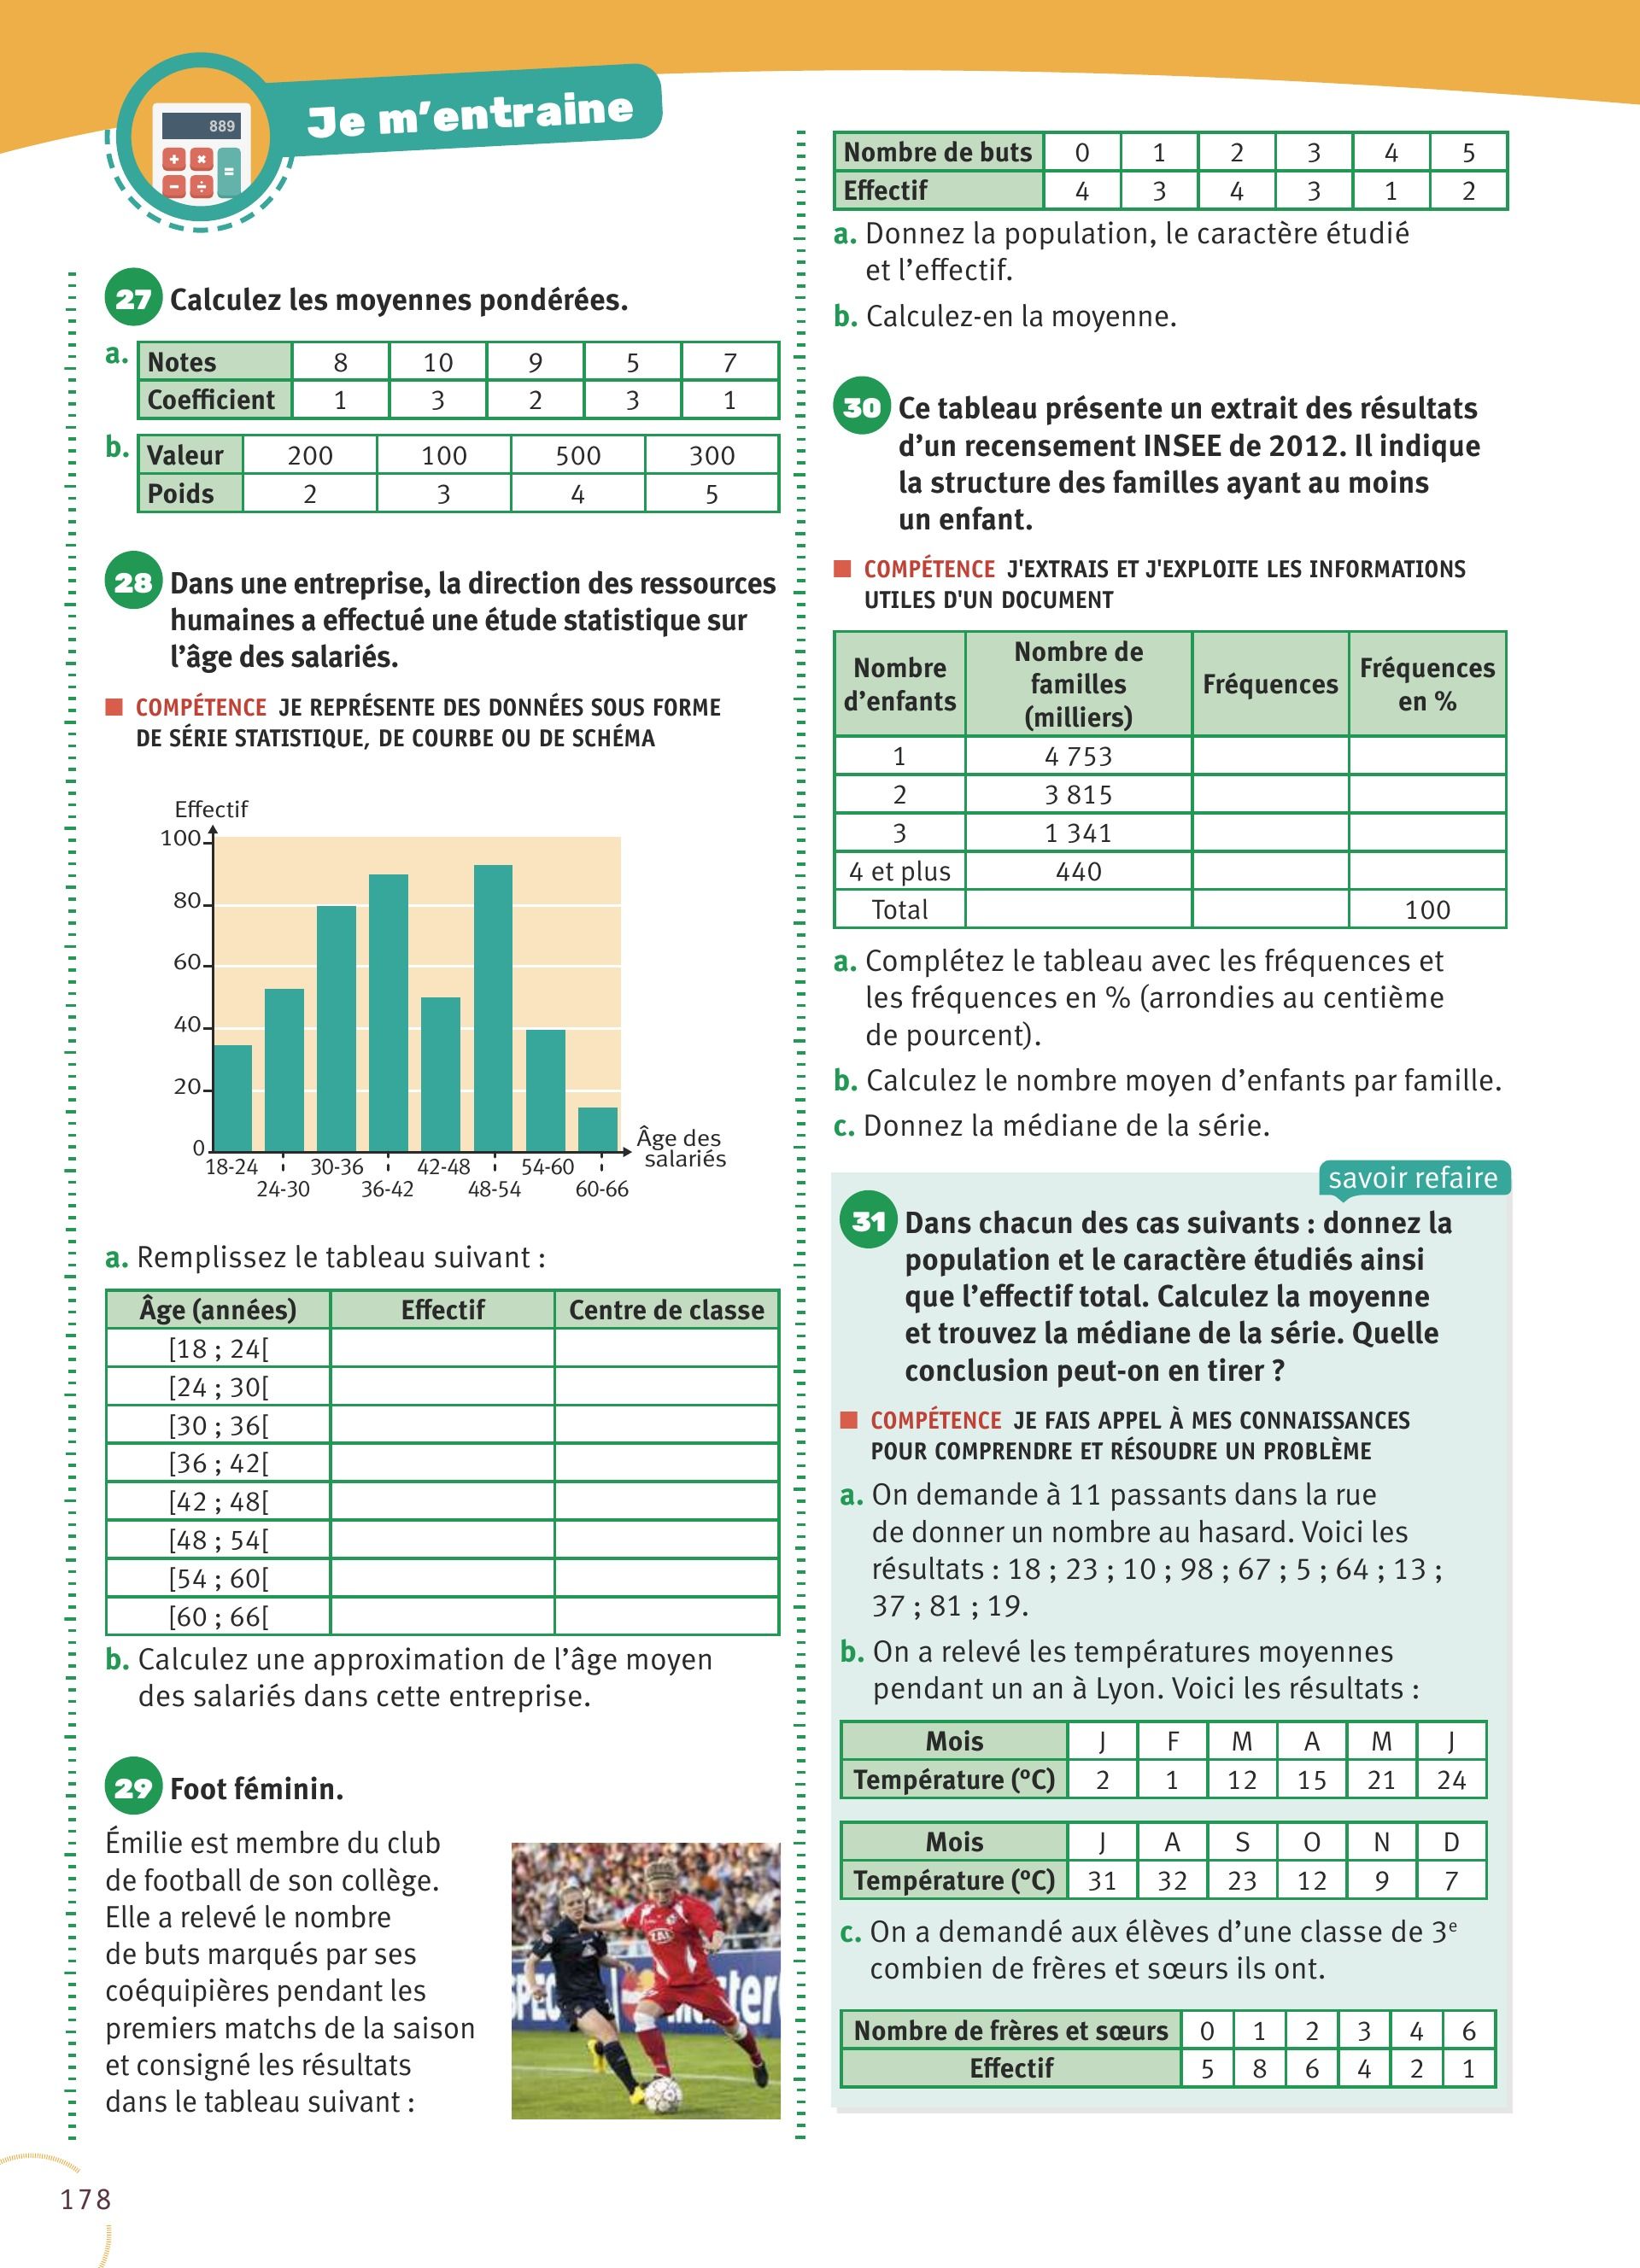 889
Je m'entraine
27 Calculez les moyennes pondérées.
a. Notes 8 10 9 5 7
Coefficient 1 3 2 3 1
b. Valeur 200 100 500 300
Poids 2 3 4 5
28 Dans une entreprise, la direction des ressources
humaines a effectué une étude statistique sur
l'âge des salariés.
COMPÉTENCE JE REPRÉSENTE DES DONNÉES SOUS FORME
DE SÉRIE STATISTIQUE, DE COURBE OU DE SCHÉMA
Effectif
100
80
60
40
20
0
Âge des
salariés
18-24 30-36 42-48 54-60
24-30 36-42 48-54 60-66
a. Remplissez le tableau suivant :
Âge (années) Effectif Centre de classe
[18 ; 24[
[24 ; 30[
[30 ; 36[
[36 ; 42[
[42 ; 48[
[48 ; 54[
[54 ; 60[
[60 ; 66[
b. Calculez une approximation de l'âge moyen
des salariés dans cette entreprise.
29 Foot féminin.
Émilie est membre du club
de football de son collège.
Elle a relevé le nombre
de buts marqués par ses
coéquipières pendant les
premiers matchs de la saison
et consigné les résultats
dans le tableau suivant :
178
Nombre de buts 0 1 2 3 4 5
Effectif 4 3 4 3 1 2
a. Donnez la population, le caractère étudié
et l'effectif.
b. Calculez-en la moyenne.
30 Ce tableau présente un extrait des résultats
d'un recensement INSEE de 2012. Il indique
la structure des familles ayant au moins
un enfant.
COMPÉTENCE J'EXTRAIS ET J'EXPLOITE LES INFORMATIONS
UTILES D'UN DOCUMENT
Nombre d'enfants Nombre de familles (milliers) Fréquences Fréquences en %
1 4 753
2 3 815
3 1 341
4 et plus 440
Total 100
a. Complétez le tableau avec les fréquences et
les fréquences en % (arrondies au centième
de pourcent).
b. Calculez le nombre moyen d'enfants par famille.
c. Donnez la médiane de la série.
savoir refaire
31 Dans chacun des cas suivants : donnez la
population et le caractère étudiés ainsi
que l'effectif total. Calculez la moyenne
et trouvez la médiane de la série. Quelle
conclusion peut-on en tirer ?
COMPÉTENCE JE FAIS APPEL À MES CONNAISSANCES
POUR COMPRENDRE ET RÉSOUDRE UN PROBLÈME
a. On demande à 11 passants dans la rue
de donner un nombre au hasard. Voici les
résultats : 18 ; 23 ; 10 ; 98 ; 67 ; 5 ; 64 ; 13 ;
37 ; 81 ; 19.
b. On a relevé les températures moyennes
pendant un an à Lyon. Voici les résultats :
Mois J F M A M J
Température (°C) 2 1 12 15 21 24
Mois J A S O N D
Température (°C) 31 32 23 12 9 7
c. On a demandé aux élèves d'une classe de 3e
combien de frères et sœurs ils ont.
Nombre de frères et sœurs 0 1 2 3 4 6
Effectif 5 8 6 4 2 1